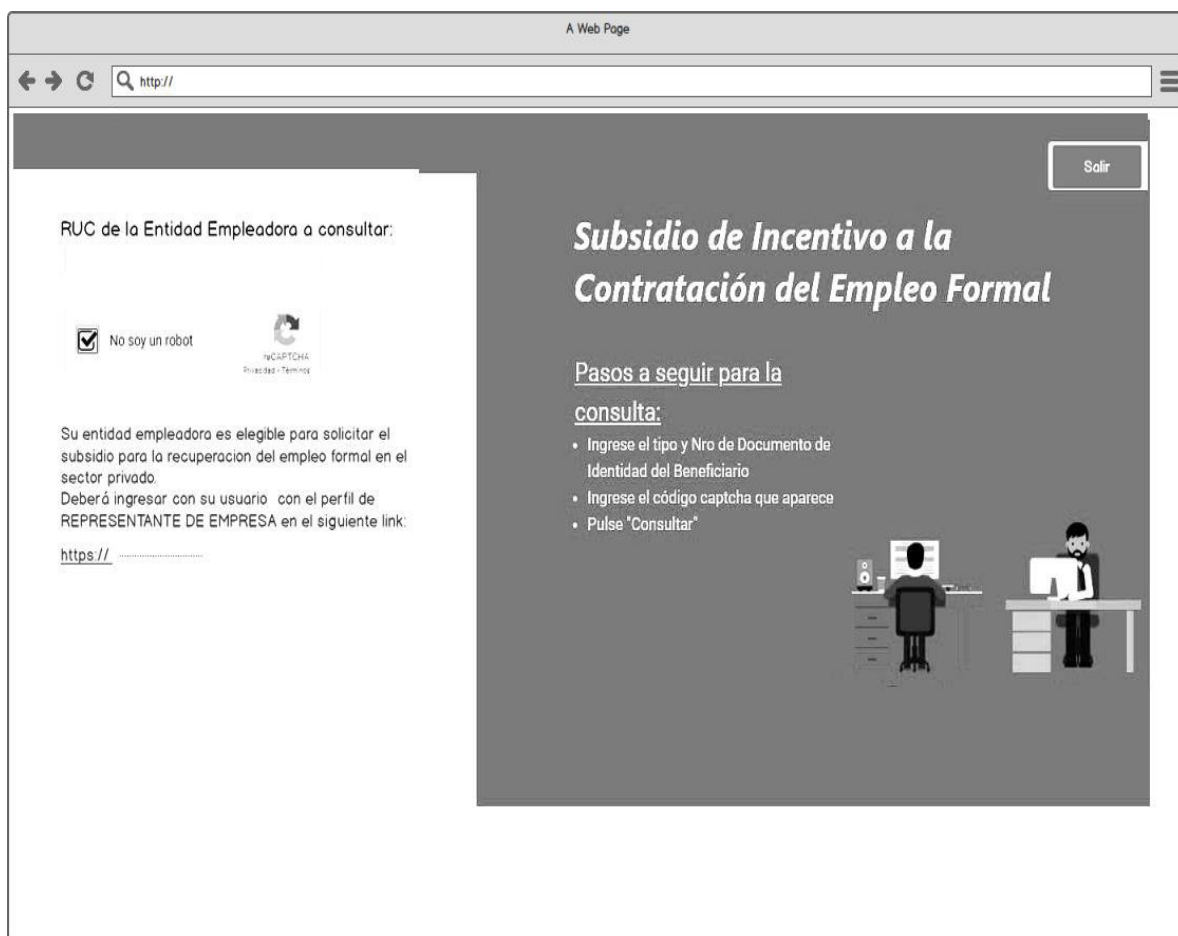 A Web Page
http://
Salir
RUC de la Entidad Empleadora a consultar:
No soy un robot
reCAPTCHA
Privacidad - Términos
Su entidad empleadora es elegible para solicitar el
subsidio para la recuperacion del empleo formal en el
sector privado.
Deberá ingresar con su usuario con el perfil de
REPRESENTANTE DE EMPRESA en el siguiente link:
https://
Subsidio de Incentivo a la
Contratación del Empleo Formal
Pasos a seguir para la
consulta:
• Ingrese el tipo y Nro de Documento de
Identidad del Beneficiario
• Ingrese el código captcha que aparece
• Pulse "Consultar"